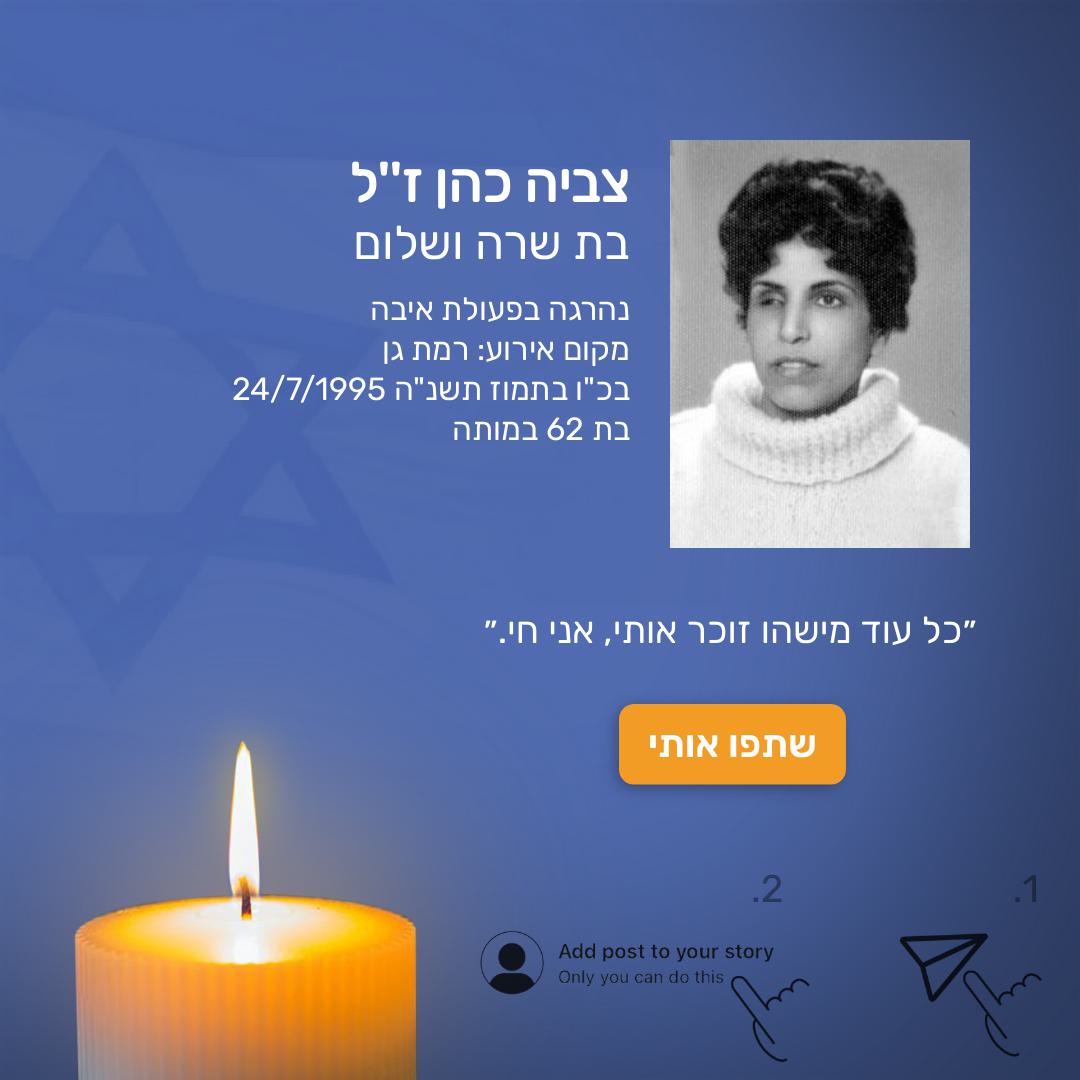 צביה כהן ז"ל
בת שרה ושלום
נהרגה בפעולת איבה
מקום אירוע: רמת גן
בכ"ו בתמוז תשנ"ה 24/7/1995
בת 62 במותה
״כל עוד מישהו זוכר אותי, אני חי.״
שתפו אותי
1.
2.
Add post to your story
Only you can do this